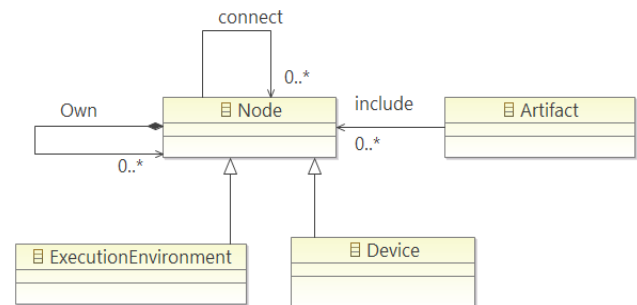 connect
0..*
Own
Node
include
Artifact
0..*
0..*
ExecutionEnvironment
Device